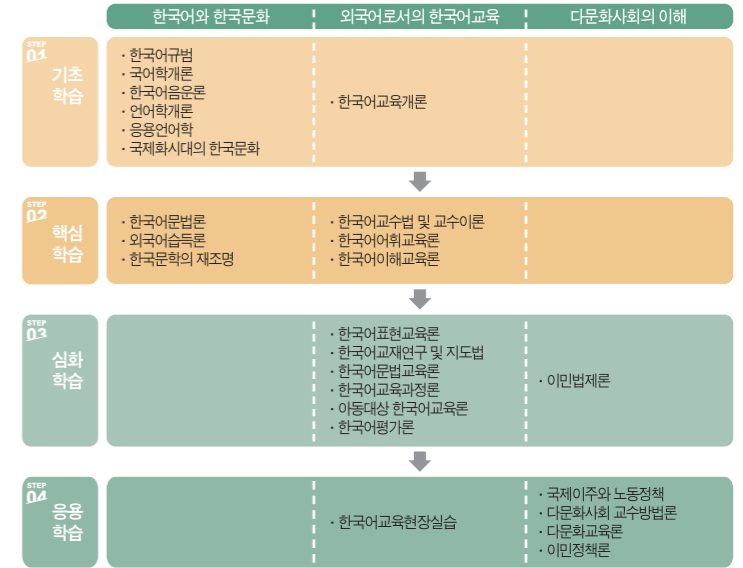 한국어와 한국문화
외국어로서의 한국어교육
다문화사회의 이해
STEP
01
기초
학습
· 한국어규범
· 국어학개론
· 한국어음운론
· 언어학개론
· 응용언어학
· 국제화시대의 한국문화
· 한국어교육개론
STEP
02
핵심
학습
· 한국어문법론
· 외국어습득론
· 한국문학의 재조명
· 한국어교수법 및 교수이론
· 한국어어휘교육론
· 한국어이해교육론
STEP
03
심화
학습
· 한국어표현교육론
· 한국어교재연구 및 지도법
· 한국어문법교육론
· 한국어교육과정론
· 아동대상 한국어교육론
· 한국어평가론
· 이민법제론
STEP
04
응용
학습
· 한국어교육현장실습
· 국제이주와 노동정책
· 다문화사회 교수방법론
· 다문화교육론
· 이민정책론